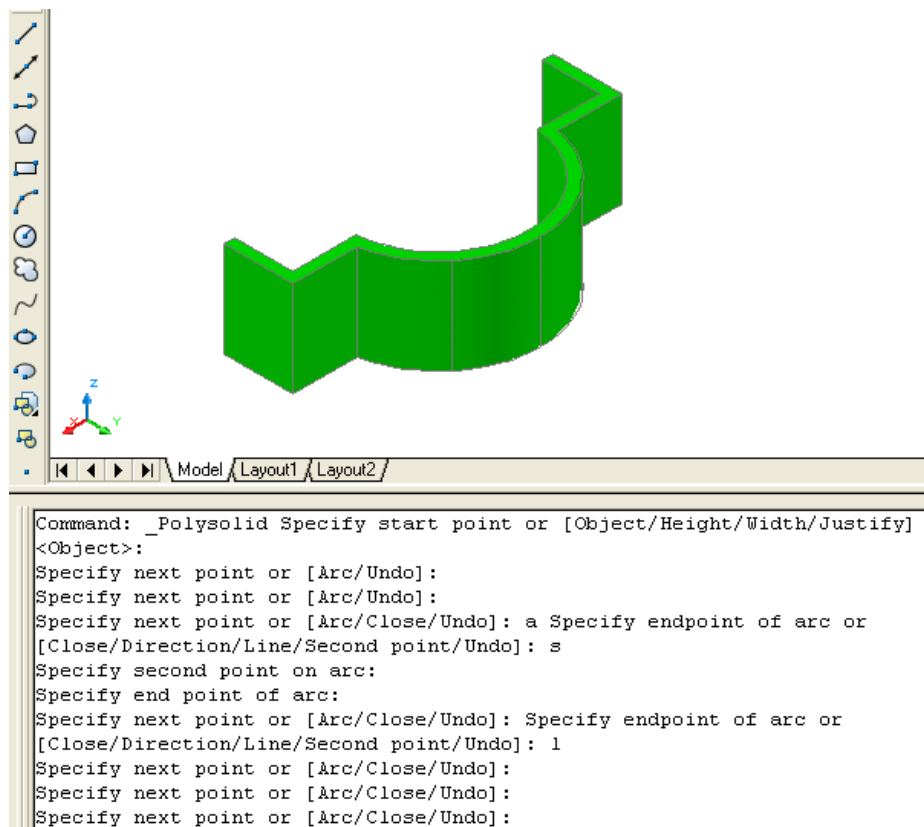 Z
X
Y
Model Layout1 Layout2
Command: _Polysolid Specify start point or [Object/Height/Width/Justify]
<Object>:
Specify next point or [Arc/Undo]:
Specify next point or [Arc/Undo]:
Specify next point or [Arc/Close/Undo]: a Specify endpoint of arc or
[Close/Direction/Line/Second point/Undo]: s
Specify second point on arc:
Specify end point of arc:
Specify next point or [Arc/Close/Undo]: Specify endpoint of arc or
[Close/Direction/Line/Second point/Undo]: l
Specify next point or [Arc/Close/Undo]:
Specify next point or [Arc/Close/Undo]:
Specify next point or [Arc/Close/Undo]: